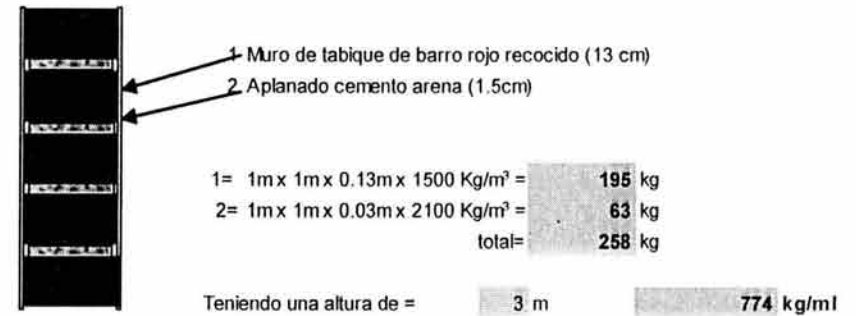 1 Muro de tabique de barro rojo recocido (13 cm)
2 Aplanado cemento arena (1.5cm)
1= 1m x 1m x 0.13m x 1500 Kg/m³ = 195 kg
2= 1m x 1m x 0.03m x 2100 Kg/m³ = 63 kg
total= 258 kg
Teniendo una altura de = 3 m 774 kg/ml